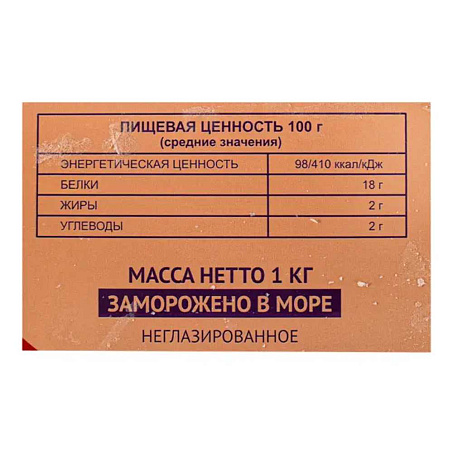 ПИЩЕВАЯ ЦЕННОСТЬ 100 г
(средние значения)
ЭНЕРГЕТИЧЕСКАЯ ЦЕННОСТЬ 98/410 ккал/кДж
БЕЛКИ 18 г
ЖИРЫ 2 г
УГЛЕВОДЫ 2 г
МАССА НЕТТО 1 КГ
ЗАМОРОЖЕНО В МОРЕ
НЕГЛАЗИРОВАННОЕ